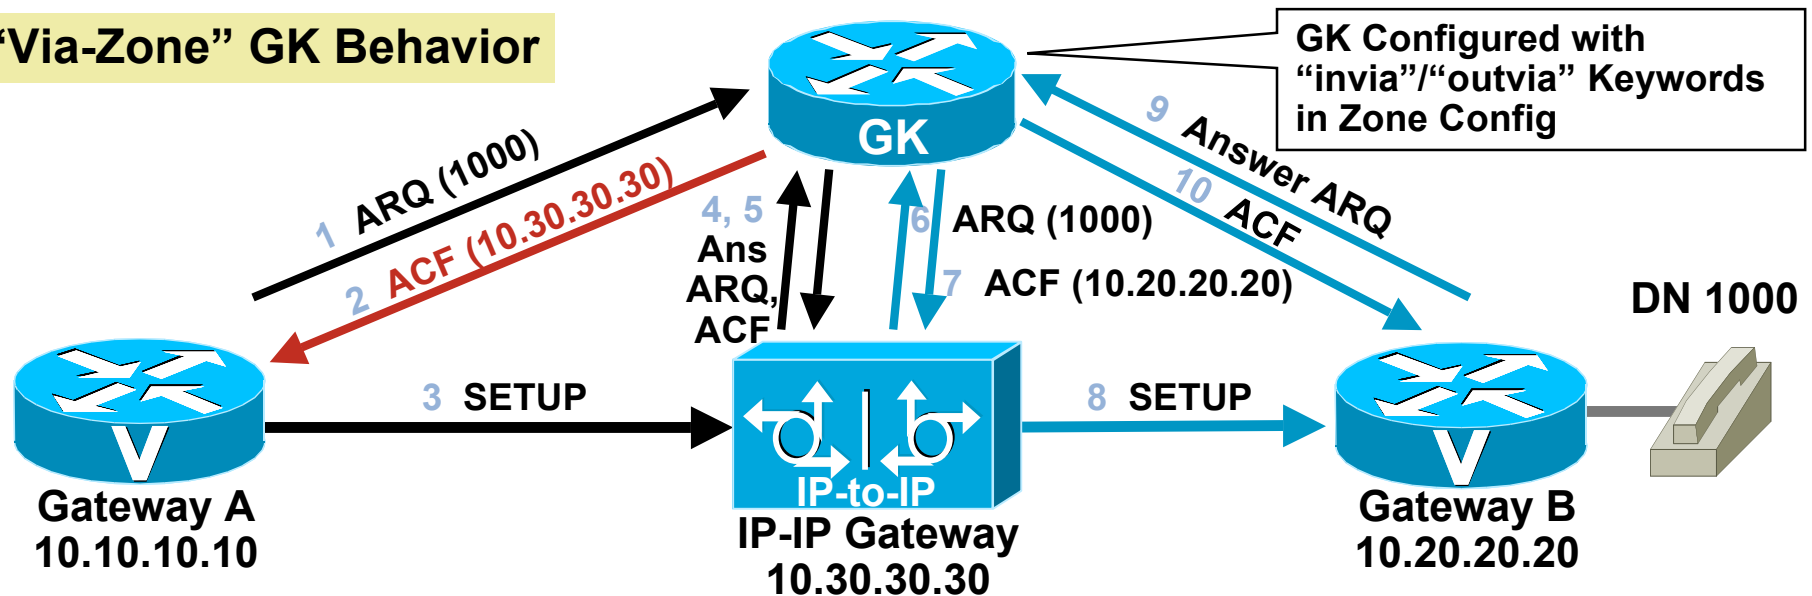 “Via-Zone” GK Behavior
GK Configured with
“invia”/“outvia” Keywords
in Zone Config
GK
1 ARQ (1000)
2 ACF (10.30.30.30)
4, 5
Ans
ARQ,
ACF
6 ARQ (1000)
7 ACF (10.20.20.20)
9 Answer ARQ
10 ACF
DN 1000
3 SETUP
8 SETUP
V
IP-to-IP
V
Gateway A
10.10.10.10
IP-IP Gateway
10.30.30.30
Gateway B
10.20.20.20